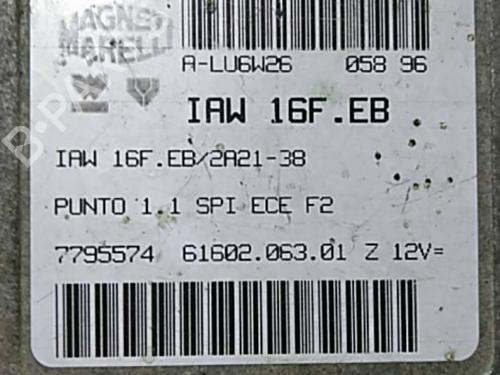 MAGNETI
MARELLI
A-LU6W26 058 96
IAW 16F.EB
IAW 16F.EB/2A21-38
PUNTO 1.1 SPI ECE F2
7795574 61602.063.01 Z 12V=
B-PARTS